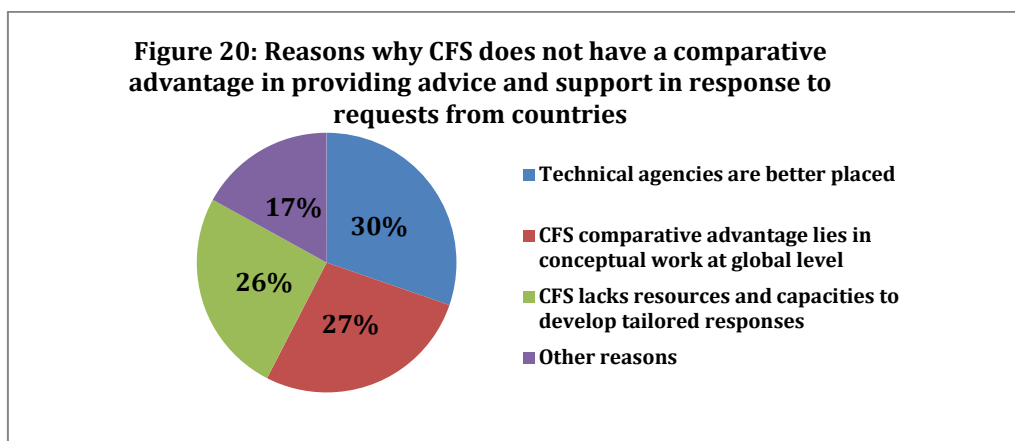 Figure 20: Reasons why CFS does not have a comparative
advantage in providing advice and support in response to
requests from countries
17%
30%
26%
27%
Technical agencies are better placed
CFS comparative advantage lies in
conceptual work at global level
CFS lacks resources and capacities to
develop tailored responses
Other reasons